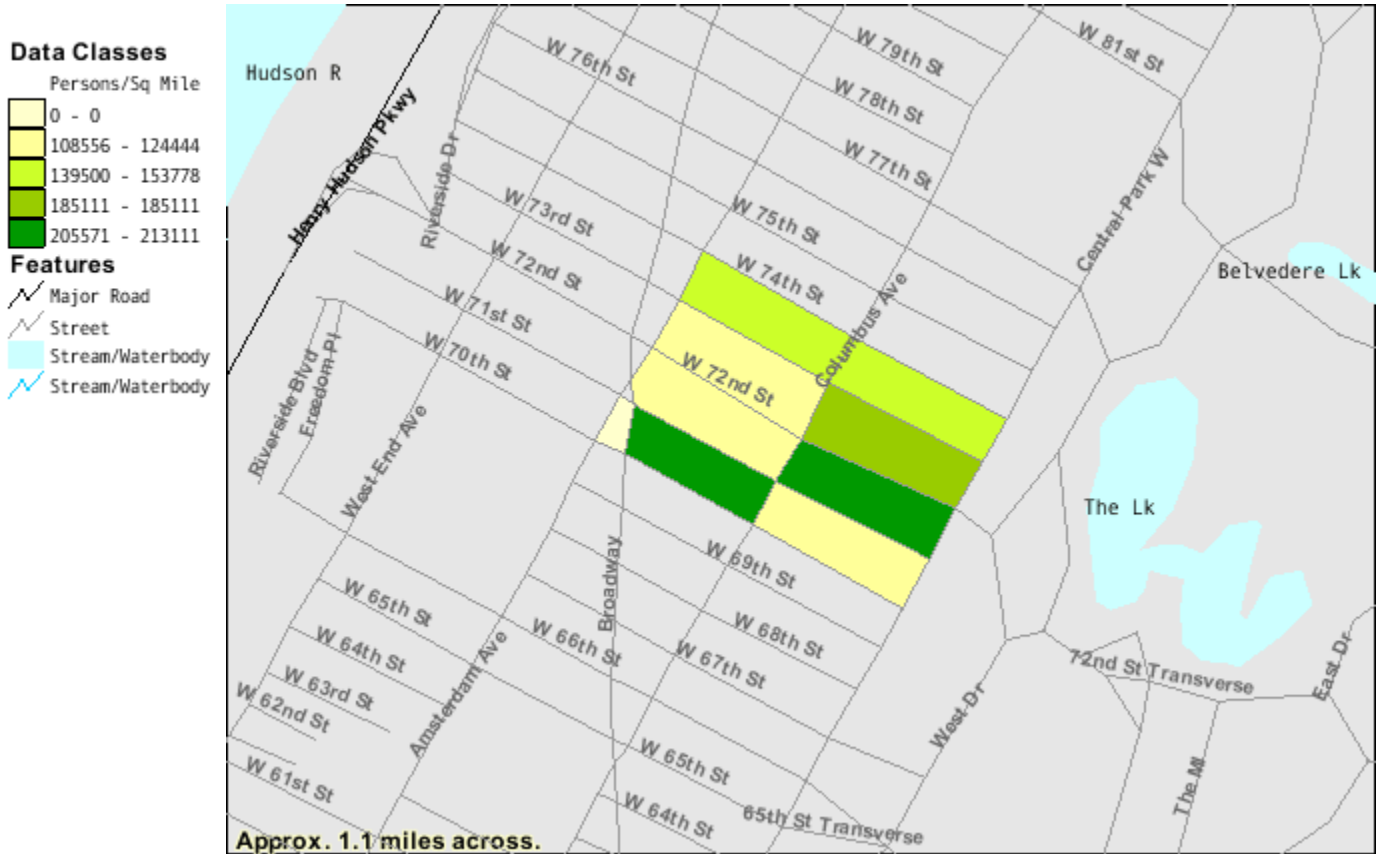 Data Classes
Persons/Sq Mile
0 - 0
108556 - 124444
139500 - 153778
185111 - 185111
205571 - 213111
Features
Major Road
Street
Stream/Waterbody
Stream/Waterbody
Hudson R
Henry Hudson Pkwy
Riverside Dr
W 76th St
W 79th St
W 81st St
W 78th St
W 77th St
Central Park W
W 73rd St
W 75th St
W 72nd St
W 74th St
Columbus Ave
Belvedere Lk
W 71st St
W 70th St
W 72nd St
Riverside Blvd
Freedom Pl
West End Ave
The Lk
Broadway
W 69th St
W 65th St
W 68th St
W 64th St
W 66th St
W 67th St
72nd St Transverse
East Dr
W 63rd St
W 62nd St
Amsterdam Ave
West Dr
W 61st St
W 65th St
The Ml
W 64th St
65th St Transverse
Approx. 1.1 miles across.